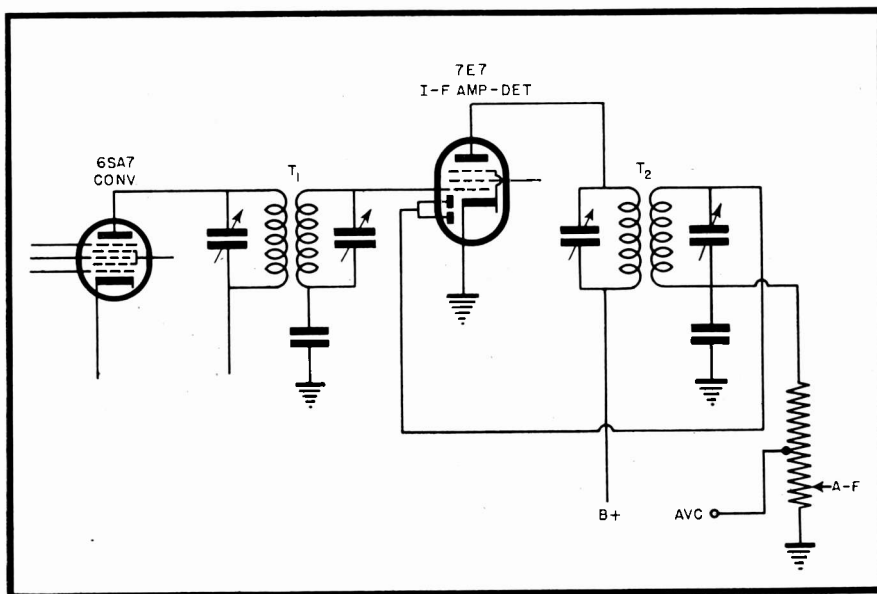 7E7
I-F AMP-DET
6SA7
CONV
T1
T2
A-F
B+
AVC